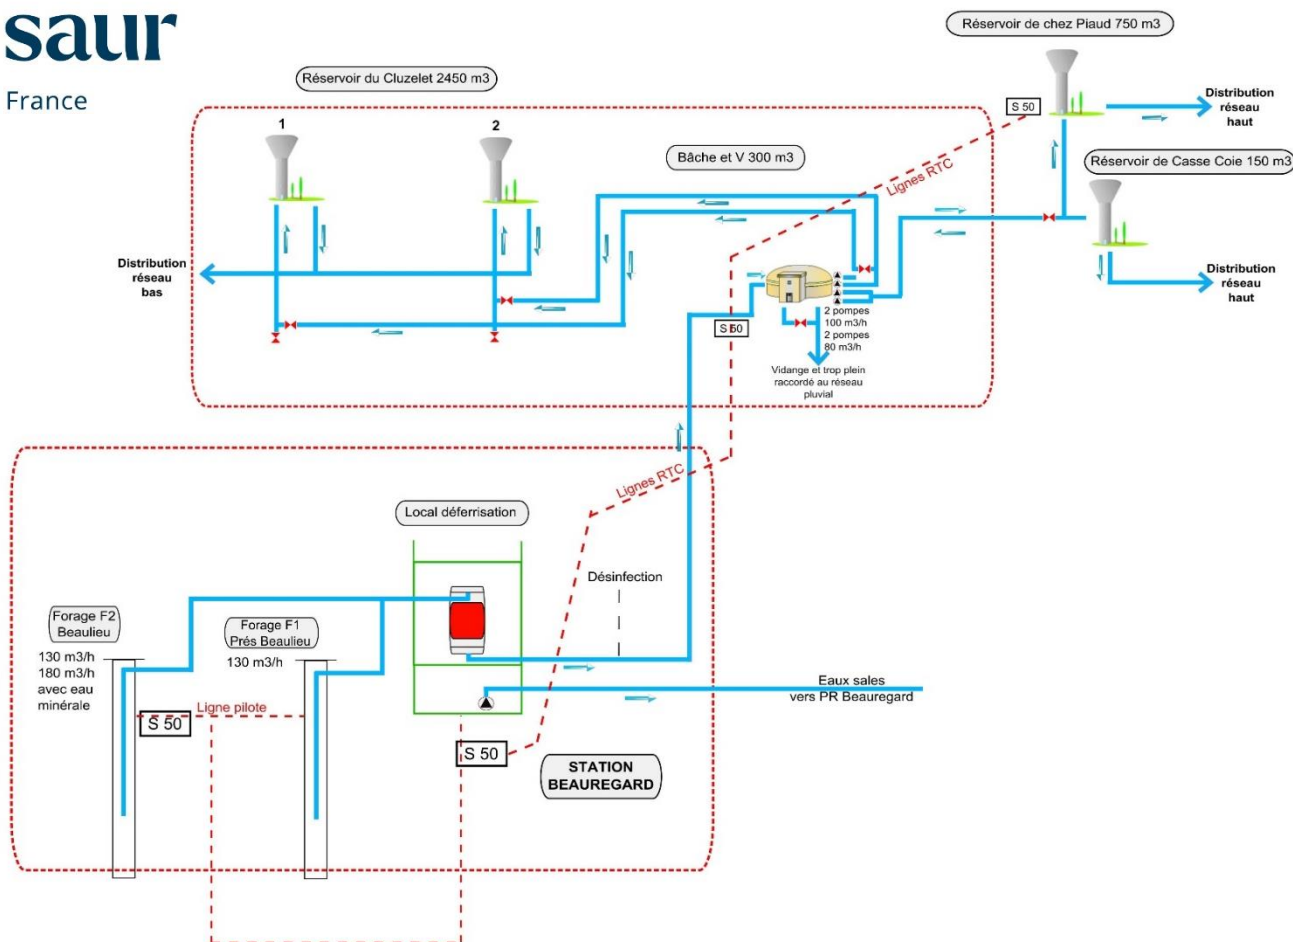 saur
France
Réservoir de chez Piaud 750 m3
Réservoir du Cluzelet 2450 m3
S 50
Distribution
réseau
haut
1
2
Bâche et V 300 m3
Lignes RTC
Réservoir de Casse Coie 150 m3
Distribution
réseau
bas
Distribution
réseau
haut
S 50
2 pompes
100 m3/h
2 pompes
80 m3/h
Vidange et trop plein
raccordé au réseau
pluvial
Lignes RTC
Local déferrisation
Désinfection
Forage F2
Beaulieu
130 m3/h
180 m3/h
avec eau
minérale
Forage F1
Prés Beaulieu
130 m3/h
Eaux sales
vers PR Beauregard
Ligne pilote
S 50
S 50
STATION
BEAUREGARD